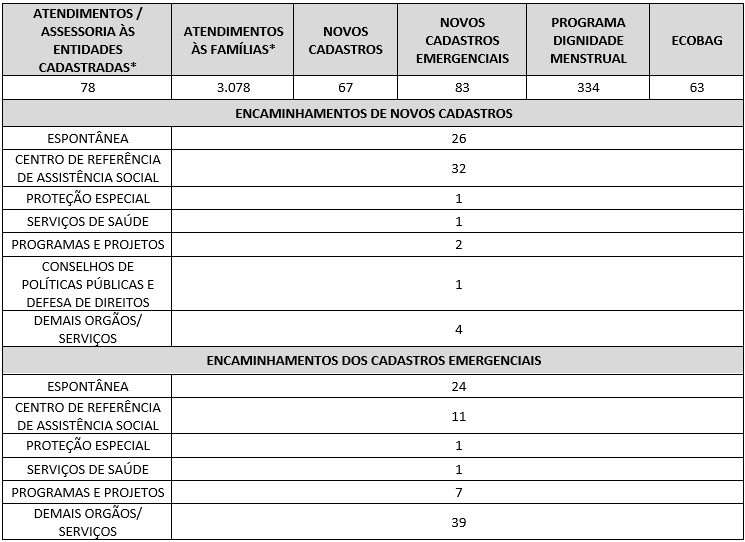 ATENDIMENTOS /
ASSESSORIA ÀS
ENTIDADES
CADASTRADAS*
ATENDIMENTOS
ÀS FAMÍLIAS*
NOVOS
CADASTROS
NOVOS
CADASTROS
EMERGENCIAIS
PROGRAMA
DIGNIDADE
MENSTRUAL
ECOBAG
78 3.078 67 83 334 63
ENCAMINHAMENTOS DE NOVOS CADASTROS
ESPONTÂNEA 26
CENTRO DE REFERÊNCIA
DE ASSISTÊNCIA SOCIAL 32
PROTEÇÃO ESPECIAL 1
SERVIÇOS DE SAÚDE 1
PROGRAMAS E PROJETOS 2
CONSELHOS DE
POLÍTICAS PÚBLICAS E
DEFESA DE DIREITOS 1
DEMAIS ORGÃOS/
SERVIÇOS 4
ENCAMINHAMENTOS DOS CADASTROS EMERGENCIAIS
ESPONTÂNEA 24
CENTRO DE REFERÊNCIA
DE ASSISTÊNCIA SOCIAL 11
PROTEÇÃO ESPECIAL 1
SERVIÇOS DE SAÚDE 1
PROGRAMAS E PROJETOS 7
DEMAIS ORGÃOS/
SERVIÇOS 39